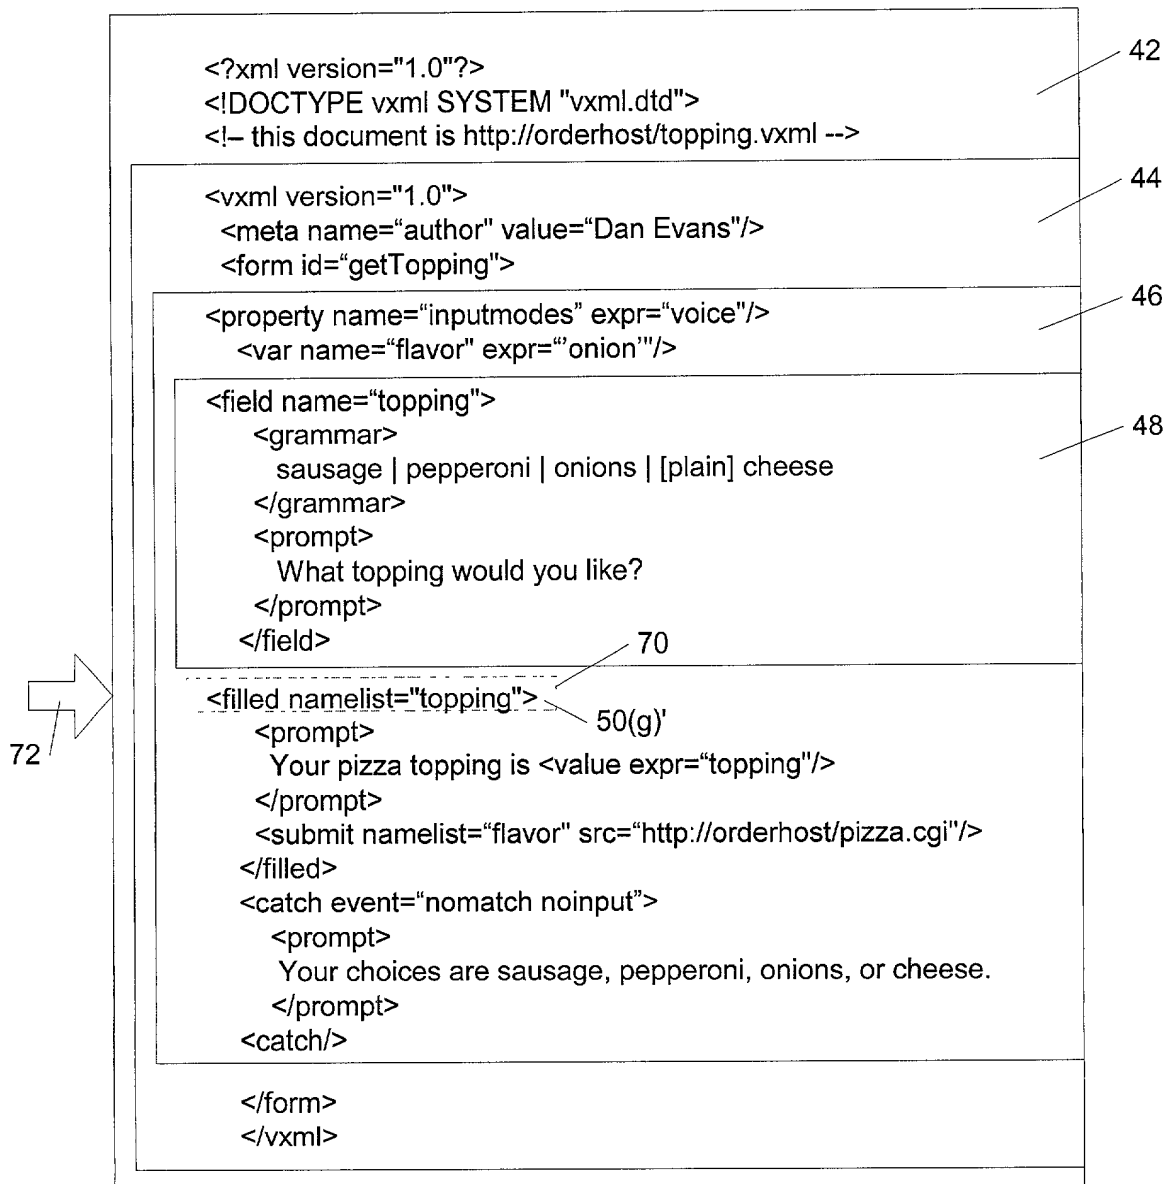 <?xml version="1.0"?>
42
<!DOCTYPE vxml SYSTEM "vxml.dtd">
<!– this document is http://orderhost/topping.vxml -->
<vxml version="1.0">
44
<meta name=“author" value=“Dan Evans"/>
<form id=“getTopping">
46
<property name=“inputmodes” expr=“voice"/>
<var name=“flavor" expr=“’onion’"/>
<field name=“topping">
48
<grammar>
sausage | pepperoni | onions | [plain] cheese
</grammar>
<prompt>
What topping would you like?
</prompt>
</field>
70
<filled namelist="topping">
50(g)'
72
<prompt>
Your pizza topping is <value expr=“topping"/>
</prompt>
<submit namelist=“flavor" src=“http://orderhost/pizza.cgi"/>
</filled>
<catch event=“nomatch noinput”>
<prompt>
Your choices are sausage, pepperoni, onions, or cheese.
</prompt>
<catch/>
</form>
</vxml>